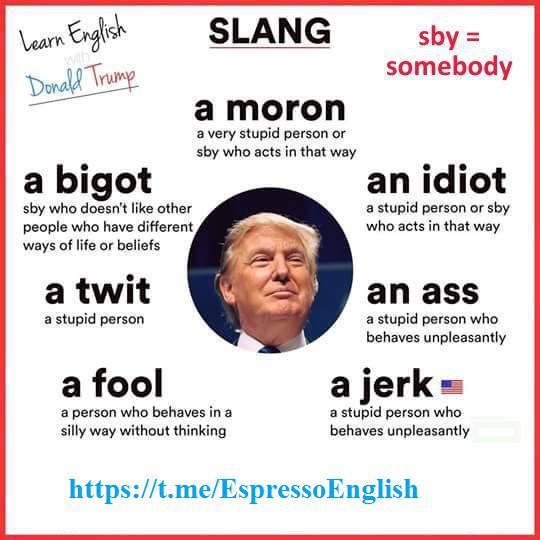 Learn English
with
Donald Trump
SLANG
sby =
somebody
a moron
a very stupid person or
sby who acts in that way
a bigot
sby who doesn't like other
people who have different
ways of life or beliefs
an idiot
a stupid person or sby
who acts in that way
a twit
a stupid person
an ass
a stupid person who
behaves unpleasantly
a fool
a person who behaves in a
silly way without thinking
a jerk
a stupid person who
behaves unpleasantly
https://t.me/EspressoEnglish